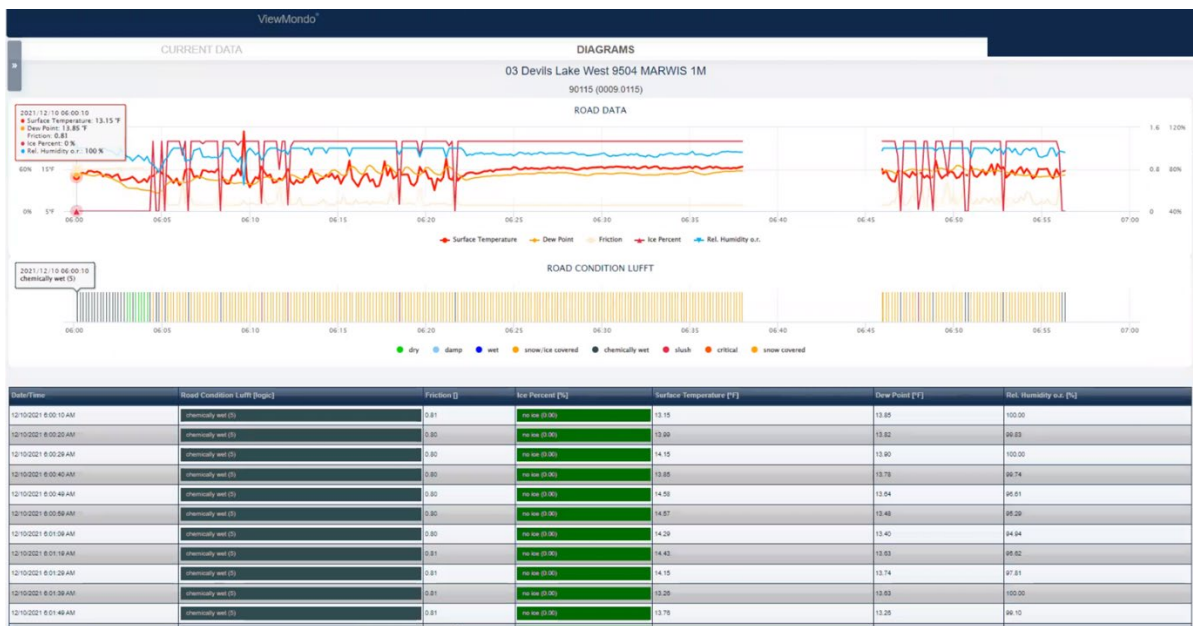 ViewMondo®
CURRENT DATA DIAGRAMS
»
03 Devils Lake West 9504 MARWIS 1M
90115 (0009.0115)
ROAD DATA
2021/12/10 06:00:10
Surface Temperature: 13.15 °F
Dew Point: 13.85 °F
Friction: 0.81
Ice Percent: 0 %
Rel. Humidity o.r.: 100 %
1.6 120%
60% 15°F 0.8 80%
0% 5°F 0 40%
06:00 06:05 06:10 06:15 06:20 06:25 06:30 06:35 06:40 06:45 06:50 06:55 07:00
Surface Temperature Dew Point Friction Ice Percent Rel. Humidity o.r.
ROAD CONDITION LUFFT
2021/12/10 06:00:10
chemically wet (5)
06:00 06:05 06:10 06:15 06:20 06:25 06:30 06:35 06:40 06:45 06:50 06:55 07:00
dry damp wet snow/ice covered chemically wet slush critical snow covered
Date/Time Road Condition Lufft [logic] Friction [] Ice Percent [%] Surface Temperature [°F] Dew Point [°F] Rel. Humidity o.r. [%]
12/10/2021 6:00:10 AM chemically wet (5) 0.81 no ice (0.00) 13.15 13.85 100.00
12/10/2021 6:00:20 AM chemically wet (5) 0.80 no ice (0.00) 13.99 13.82 99.63
12/10/2021 6:00:29 AM chemically wet (5) 0.80 no ice (0.00) 14.15 13.90 100.00
12/10/2021 6:00:40 AM chemically wet (5) 0.80 no ice (0.00) 13.85 13.79 99.74
12/10/2021 6:00:49 AM chemically wet (5) 0.80 no ice (0.00) 14.58 13.64 96.61
12/10/2021 6:00:59 AM chemically wet (5) 0.80 no ice (0.00) 14.57 13.48 95.29
12/10/2021 6:01:09 AM chemically wet (5) 0.80 no ice (0.00) 14.29 13.40 94.94
12/10/2021 6:01:19 AM chemically wet (5) 0.81 no ice (0.00) 14.43 13.63 96.62
12/10/2021 6:01:29 AM chemically wet (5) 0.81 no ice (0.00) 14.15 13.74 97.81
12/10/2021 6:01:39 AM chemically wet (5) 0.81 no ice (0.00) 13.26 13.63 100.00
12/10/2021 6:01:49 AM chemically wet (5) 0.81 no ice (0.00) 13.76 13.26 99.10